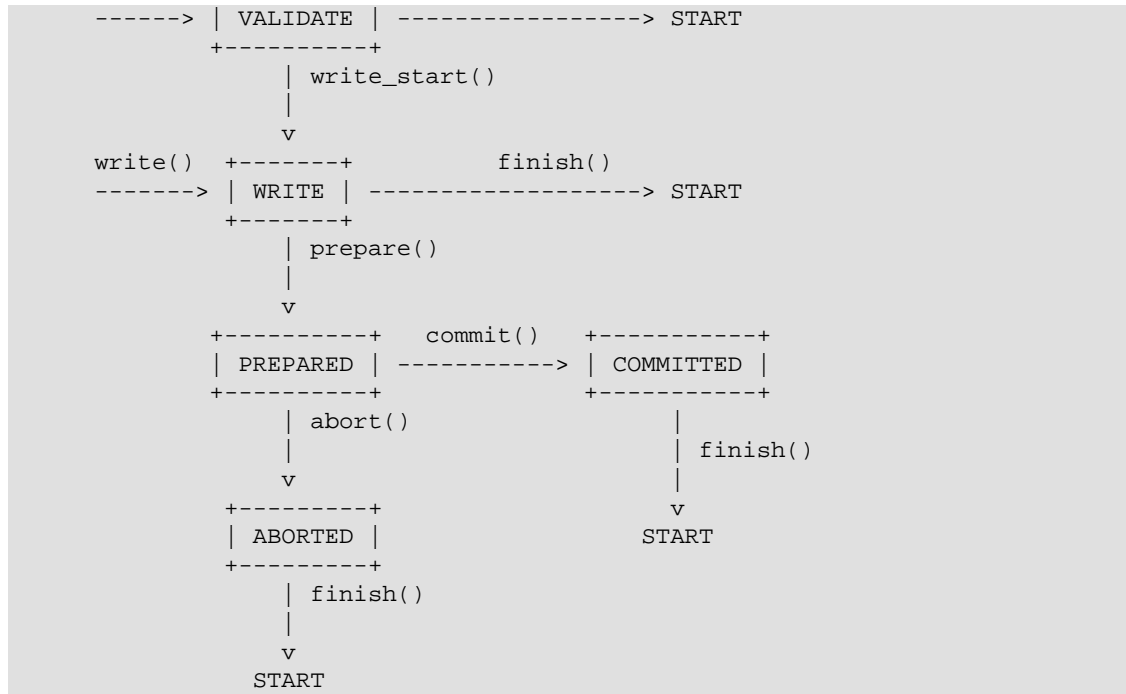 ------> | VALIDATE | -----------------> START
+----------+
| write_start()
|
v
write() +-------+ finish()
-------> | WRITE | -------------------> START
+-------+
| prepare()
|
v
+----------+ commit() +-----------+
| PREPARED | -----------> | COMMITTED |
+----------+ +-----------+
| abort() |
| | finish()
v |
+---------+ v
| ABORTED | START
+---------+
| finish()
|
v
START